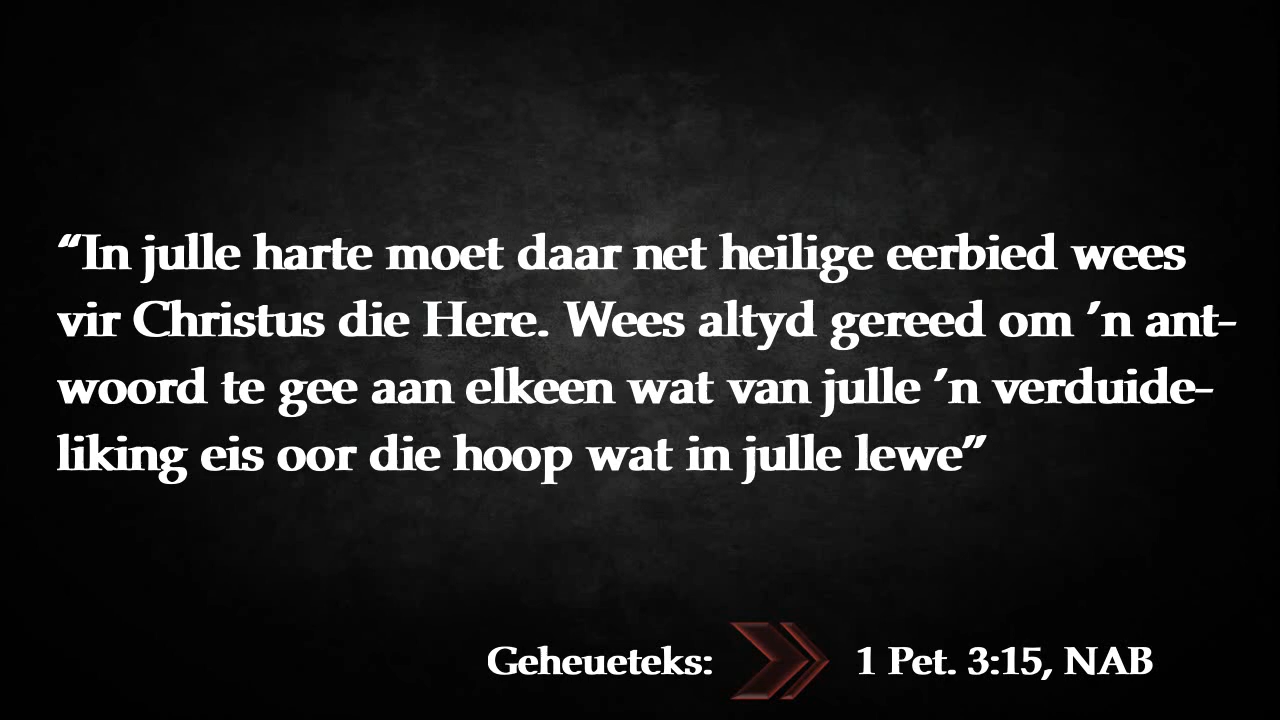 “In julle harte moet daar net heilige eerbied wees
vir Christus die Here. Wees altyd gereed om ’n ant-
woord te gee aan elkeen wat van julle ’n verduide-
liking eis oor die hoop wat in julle lewe”
Geheueteks: 1 Pet. 3:15, NAB